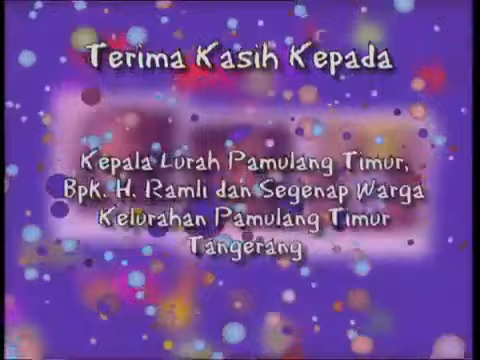 Terima Kasih Kepada
Kepala Lurah Pamulang Timur,
Bpk. H. Ramli dan Segenap Warga
Kelurahan Pamulang Timur
Tangerang